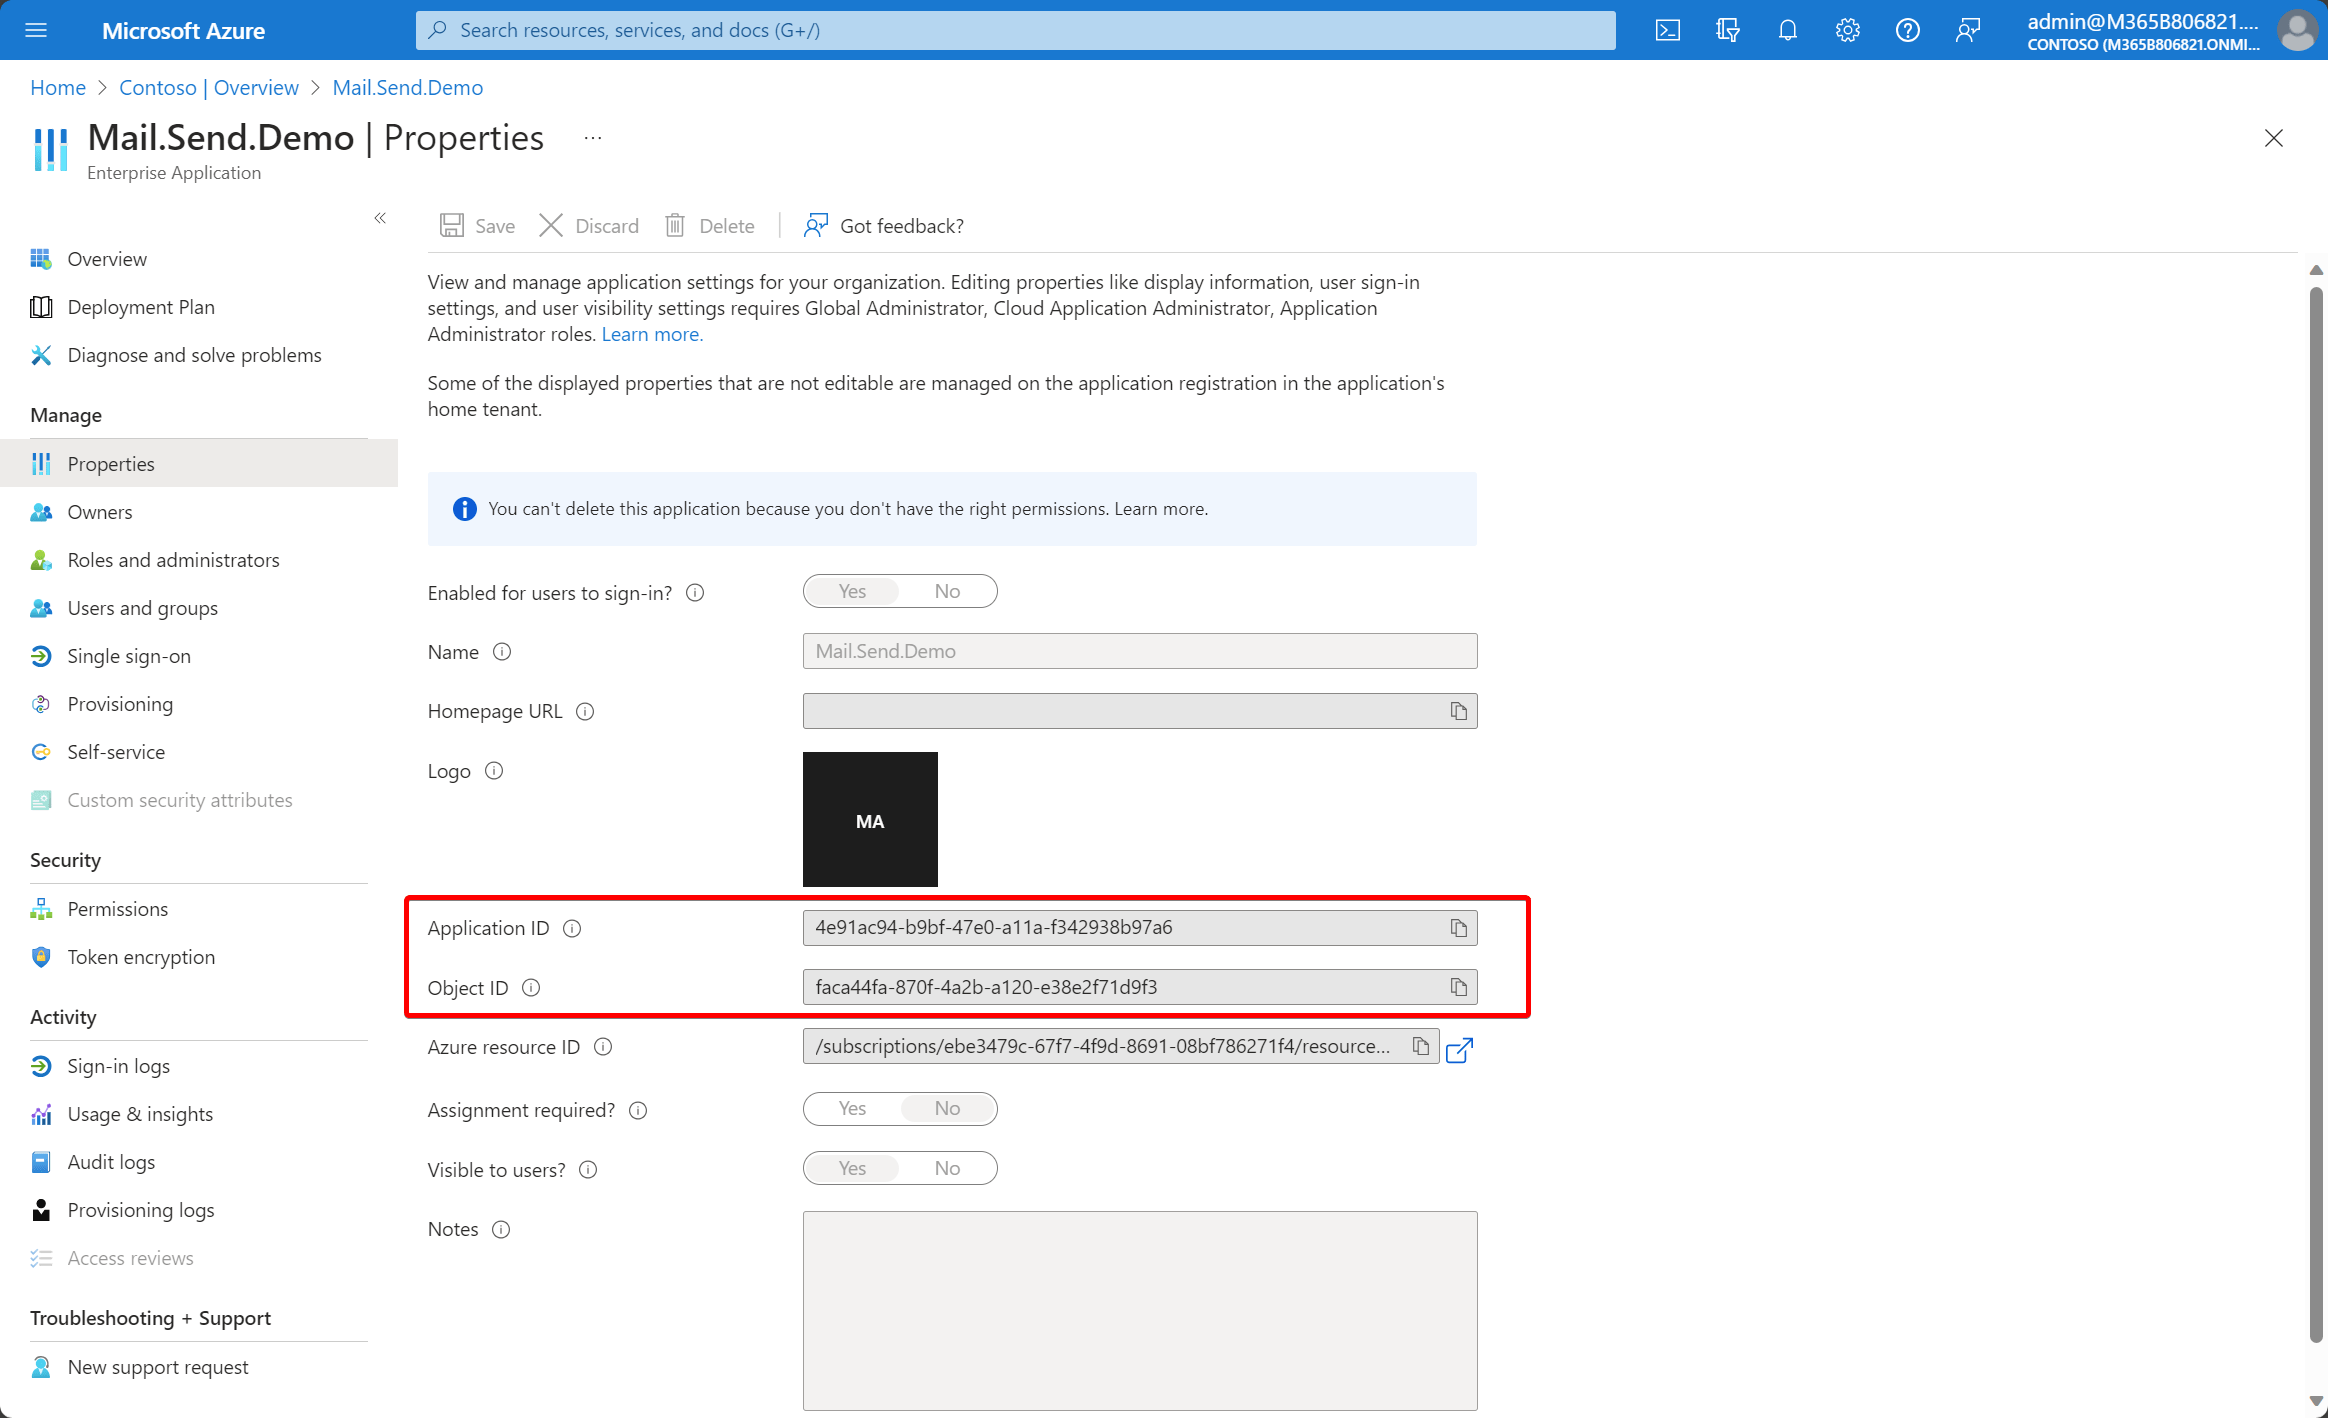 Microsoft Azure
Search resources, services, and docs (G+/)
admin@M365B806821....
CONTOSO (M365B806821.ONMI...
Home > Contoso | Overview > Mail.Send.Demo
Mail.Send.Demo | Properties ...
Enterprise Application
Save
Discard
Delete
Got feedback?
Overview
Deployment Plan
Diagnose and solve problems
Manage
Properties
Owners
Roles and administrators
Users and groups
Single sign-on
Provisioning
Self-service
Custom security attributes
Security
Permissions
Token encryption
Activity
Sign-in logs
Usage & insights
Audit logs
Provisioning logs
Access reviews
Troubleshooting + Support
New support request
View and manage application settings for your organization. Editing properties like display information, user sign-in
settings, and user visibility settings requires Global Administrator, Cloud Application Administrator, Application
Administrator roles. Learn more.
Some of the displayed properties that are not editable are managed on the application registration in the application's
home tenant.
You can't delete this application because you don't have the right permissions. Learn more.
Enabled for users to sign-in? Yes No
Name Mail.Send.Demo
Homepage URL
Logo
MA
Application ID 4e91ac94-b9bf-47e0-a11a-f342938b97a6
Object ID faca44fa-870f-4a2b-a120-e38e2f71d9f3
Azure resource ID /subscriptions/ebe3479c-67f7-4f9d-8691-08bf786271f4/resource...
Assignment required? Yes No
Visible to users? Yes No
Notes